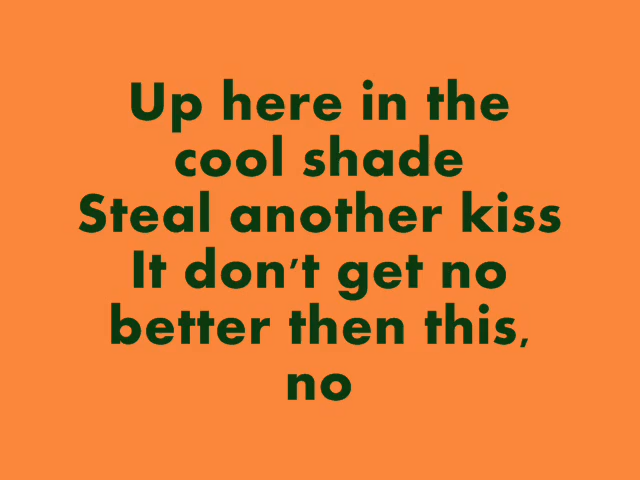 Up here in the
cool shade
Steal another kiss
It don't get no
better then this,
no